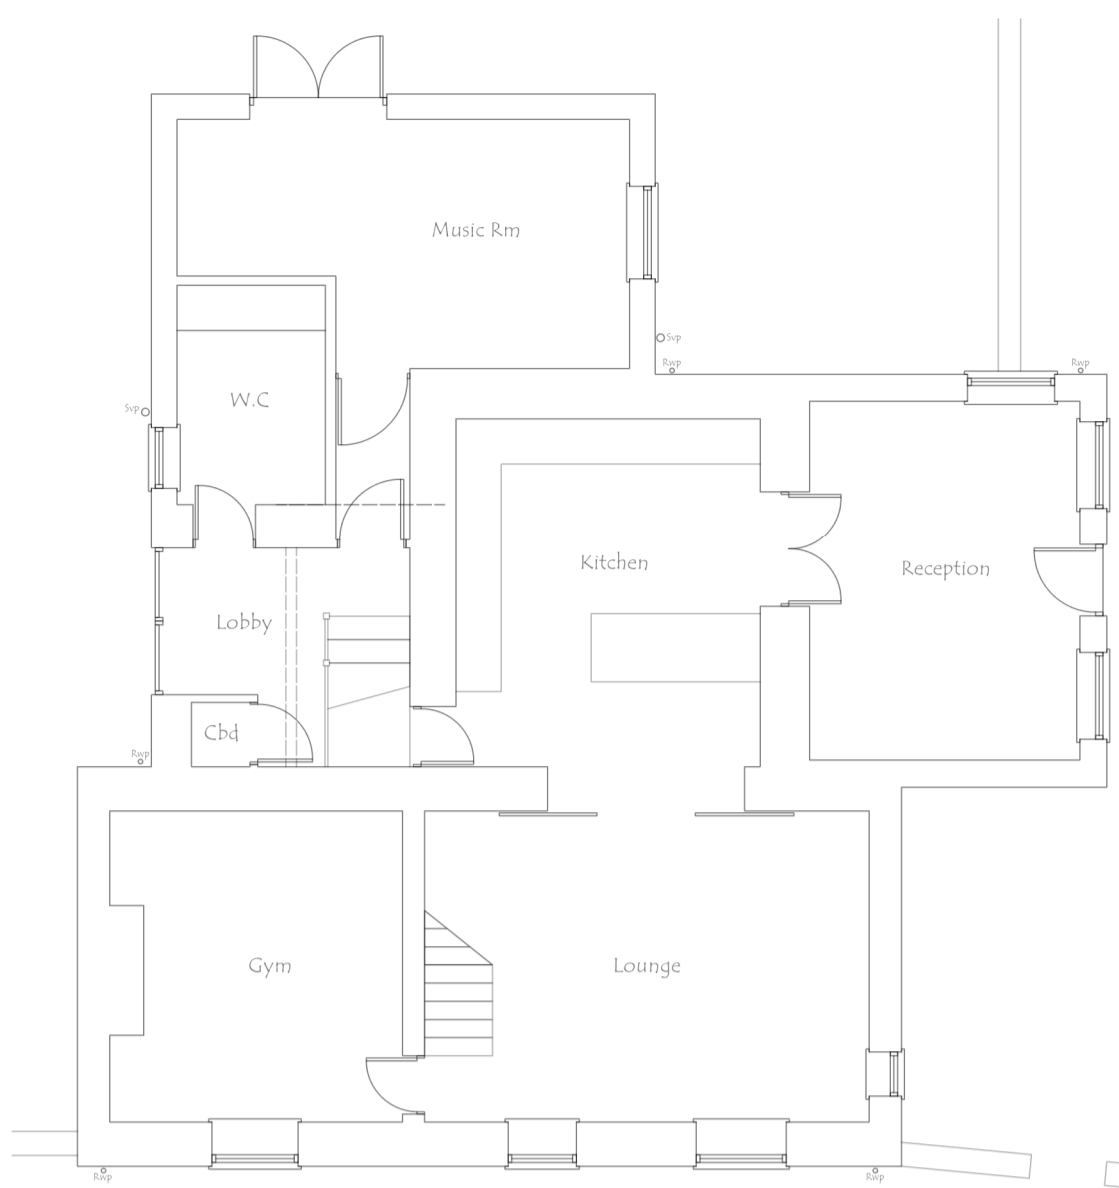 Music Rm
Svp
Rwp
Rwp
W.C
Svp
Kitchen
Reception
Lobby
Cbd
Rwp
Gym
Lounge
Rwp
Rwp